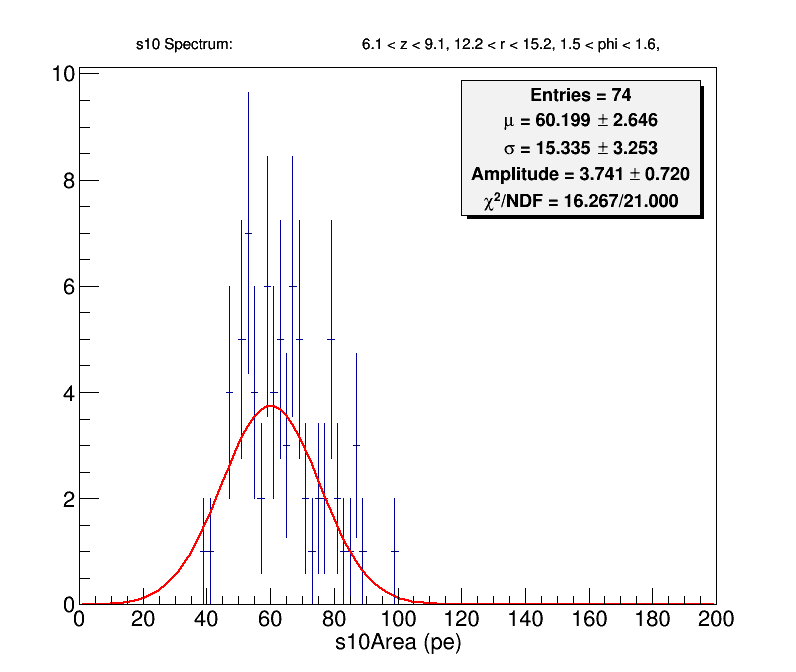 s10 Spectrum: 6.1 < z < 9.1, 12.2 < r < 15.2, 1.5 < phi < 1.6,
Entries = 74
μ = 60.199 ± 2.646
σ = 15.335 ± 3.253
Amplitude = 3.741 ± 0.720
χ²/NDF = 16.267/21.000
10
8
6
4
2
0
0 20 40 60 80 100 120 140 160 180 200
s10Area (pe)